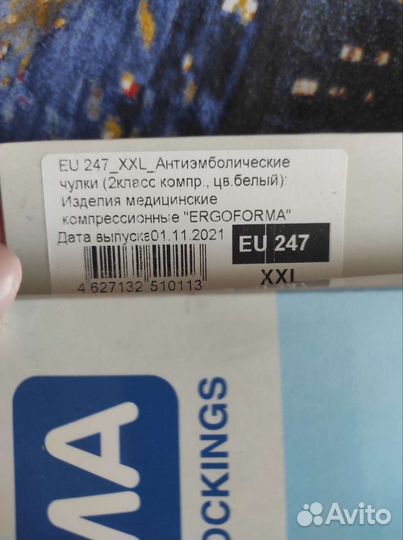 EU 247_XXL_Антиэмболические
чулки (2класс компр., цв.белый):
Изделия медицинские
компрессионные "ERGOFORMA"
Дата выпуска01.11.2021
EU 247
XXL
4 627132 510113
MA
OCKINGS
Avito